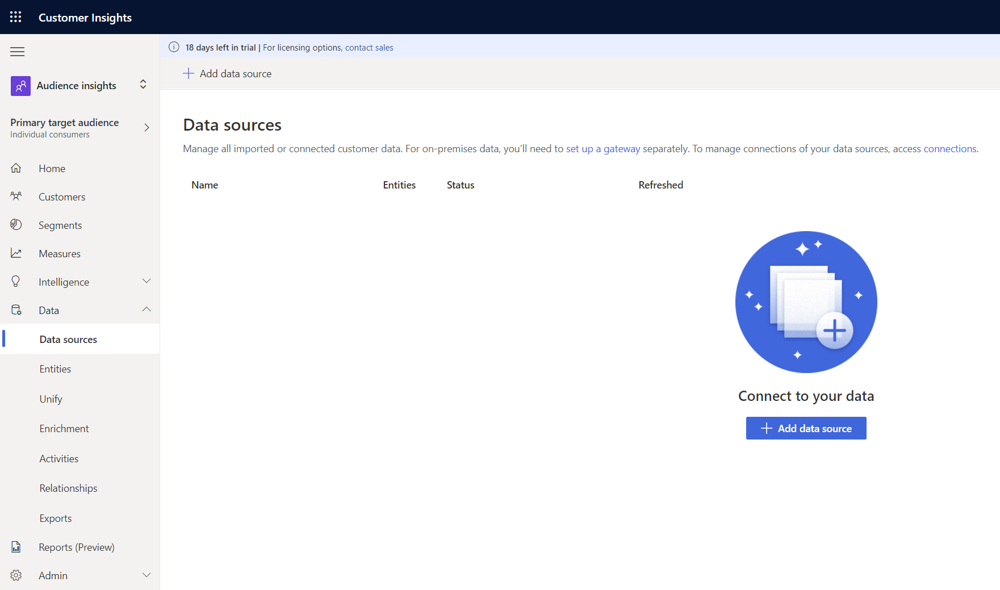 Customer Insights
18 days left in trial | For licensing options, contact sales
Add data source
Audience insights
Primary target audience
Individual consumers
Home
Customers
Segments
Measures
Intelligence
Data
Data sources
Entities
Unify
Enrichment
Activities
Relationships
Exports
Reports (Preview)
Admin
Data sources
Manage all imported or connected customer data. For on-premises data, you’ll need to set up a gateway separately. To manage connections of your data sources, access connections.
Name Entities Status Refreshed
Connect to your data
Add data source